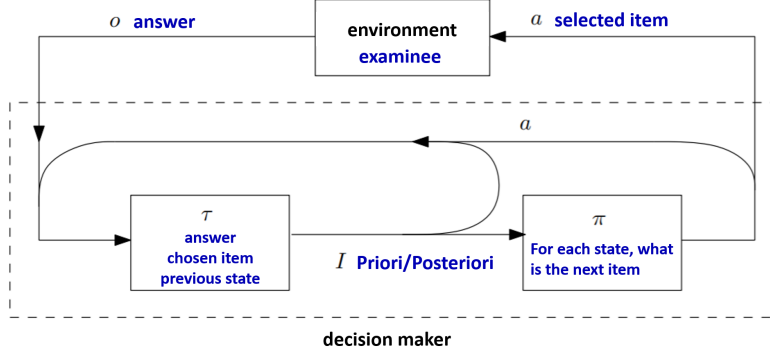 o answer
environment
examinee
a selected item
a
τ
answer
chosen item
previous state
I Priori/Posteriori
π
For each state, what
is the next item
decision maker